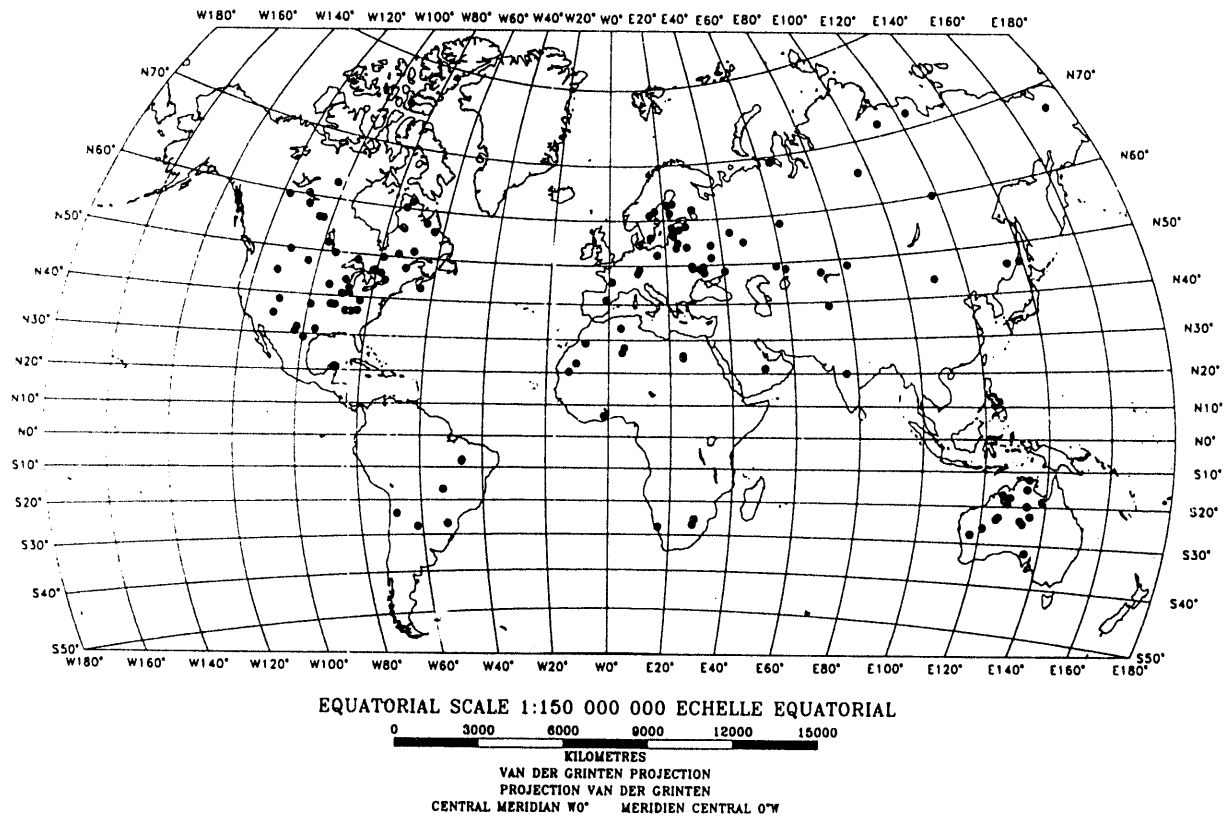 W180° W160° W140° W120° W100° W80° W60° W40° W20° W0° E20° E40° E60° E80° E100° E120° E140° E160° E180°
N70° N70°
N60° N60°
N50° N50°
N40° N40°
N30° N30°
N20° N20°
N10° N10°
N0° N0°
S10° S10°
S20° S20°
S30° S30°
S40° S40°
S50° S50°
W180° W160° W140° W120° W100° W80° W60° W40° W20° W0° E20° E40° E60° E80° E100° E120° E140° E160° E180°
EQUATORIAL SCALE 1:150 000 000 ECHELLE EQUATORIAL
0 3000 6000 9000 12000 15000
KILOMETRES
VAN DER GRINTEN PROJECTION
PROJECTION VAN DER GRINTEN
CENTRAL MERIDIAN W0° MERIDIEN CENTRAL 0°W